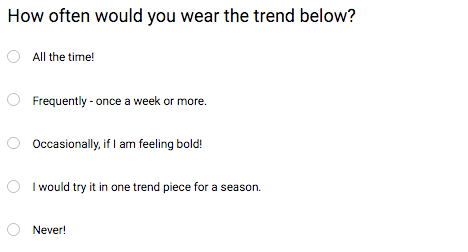 How often would you wear the trend below?
All the time!
Frequently - once a week or more.
Occasionally, if I am feeling bold!
I would try it in one trend piece for a season.
Never!